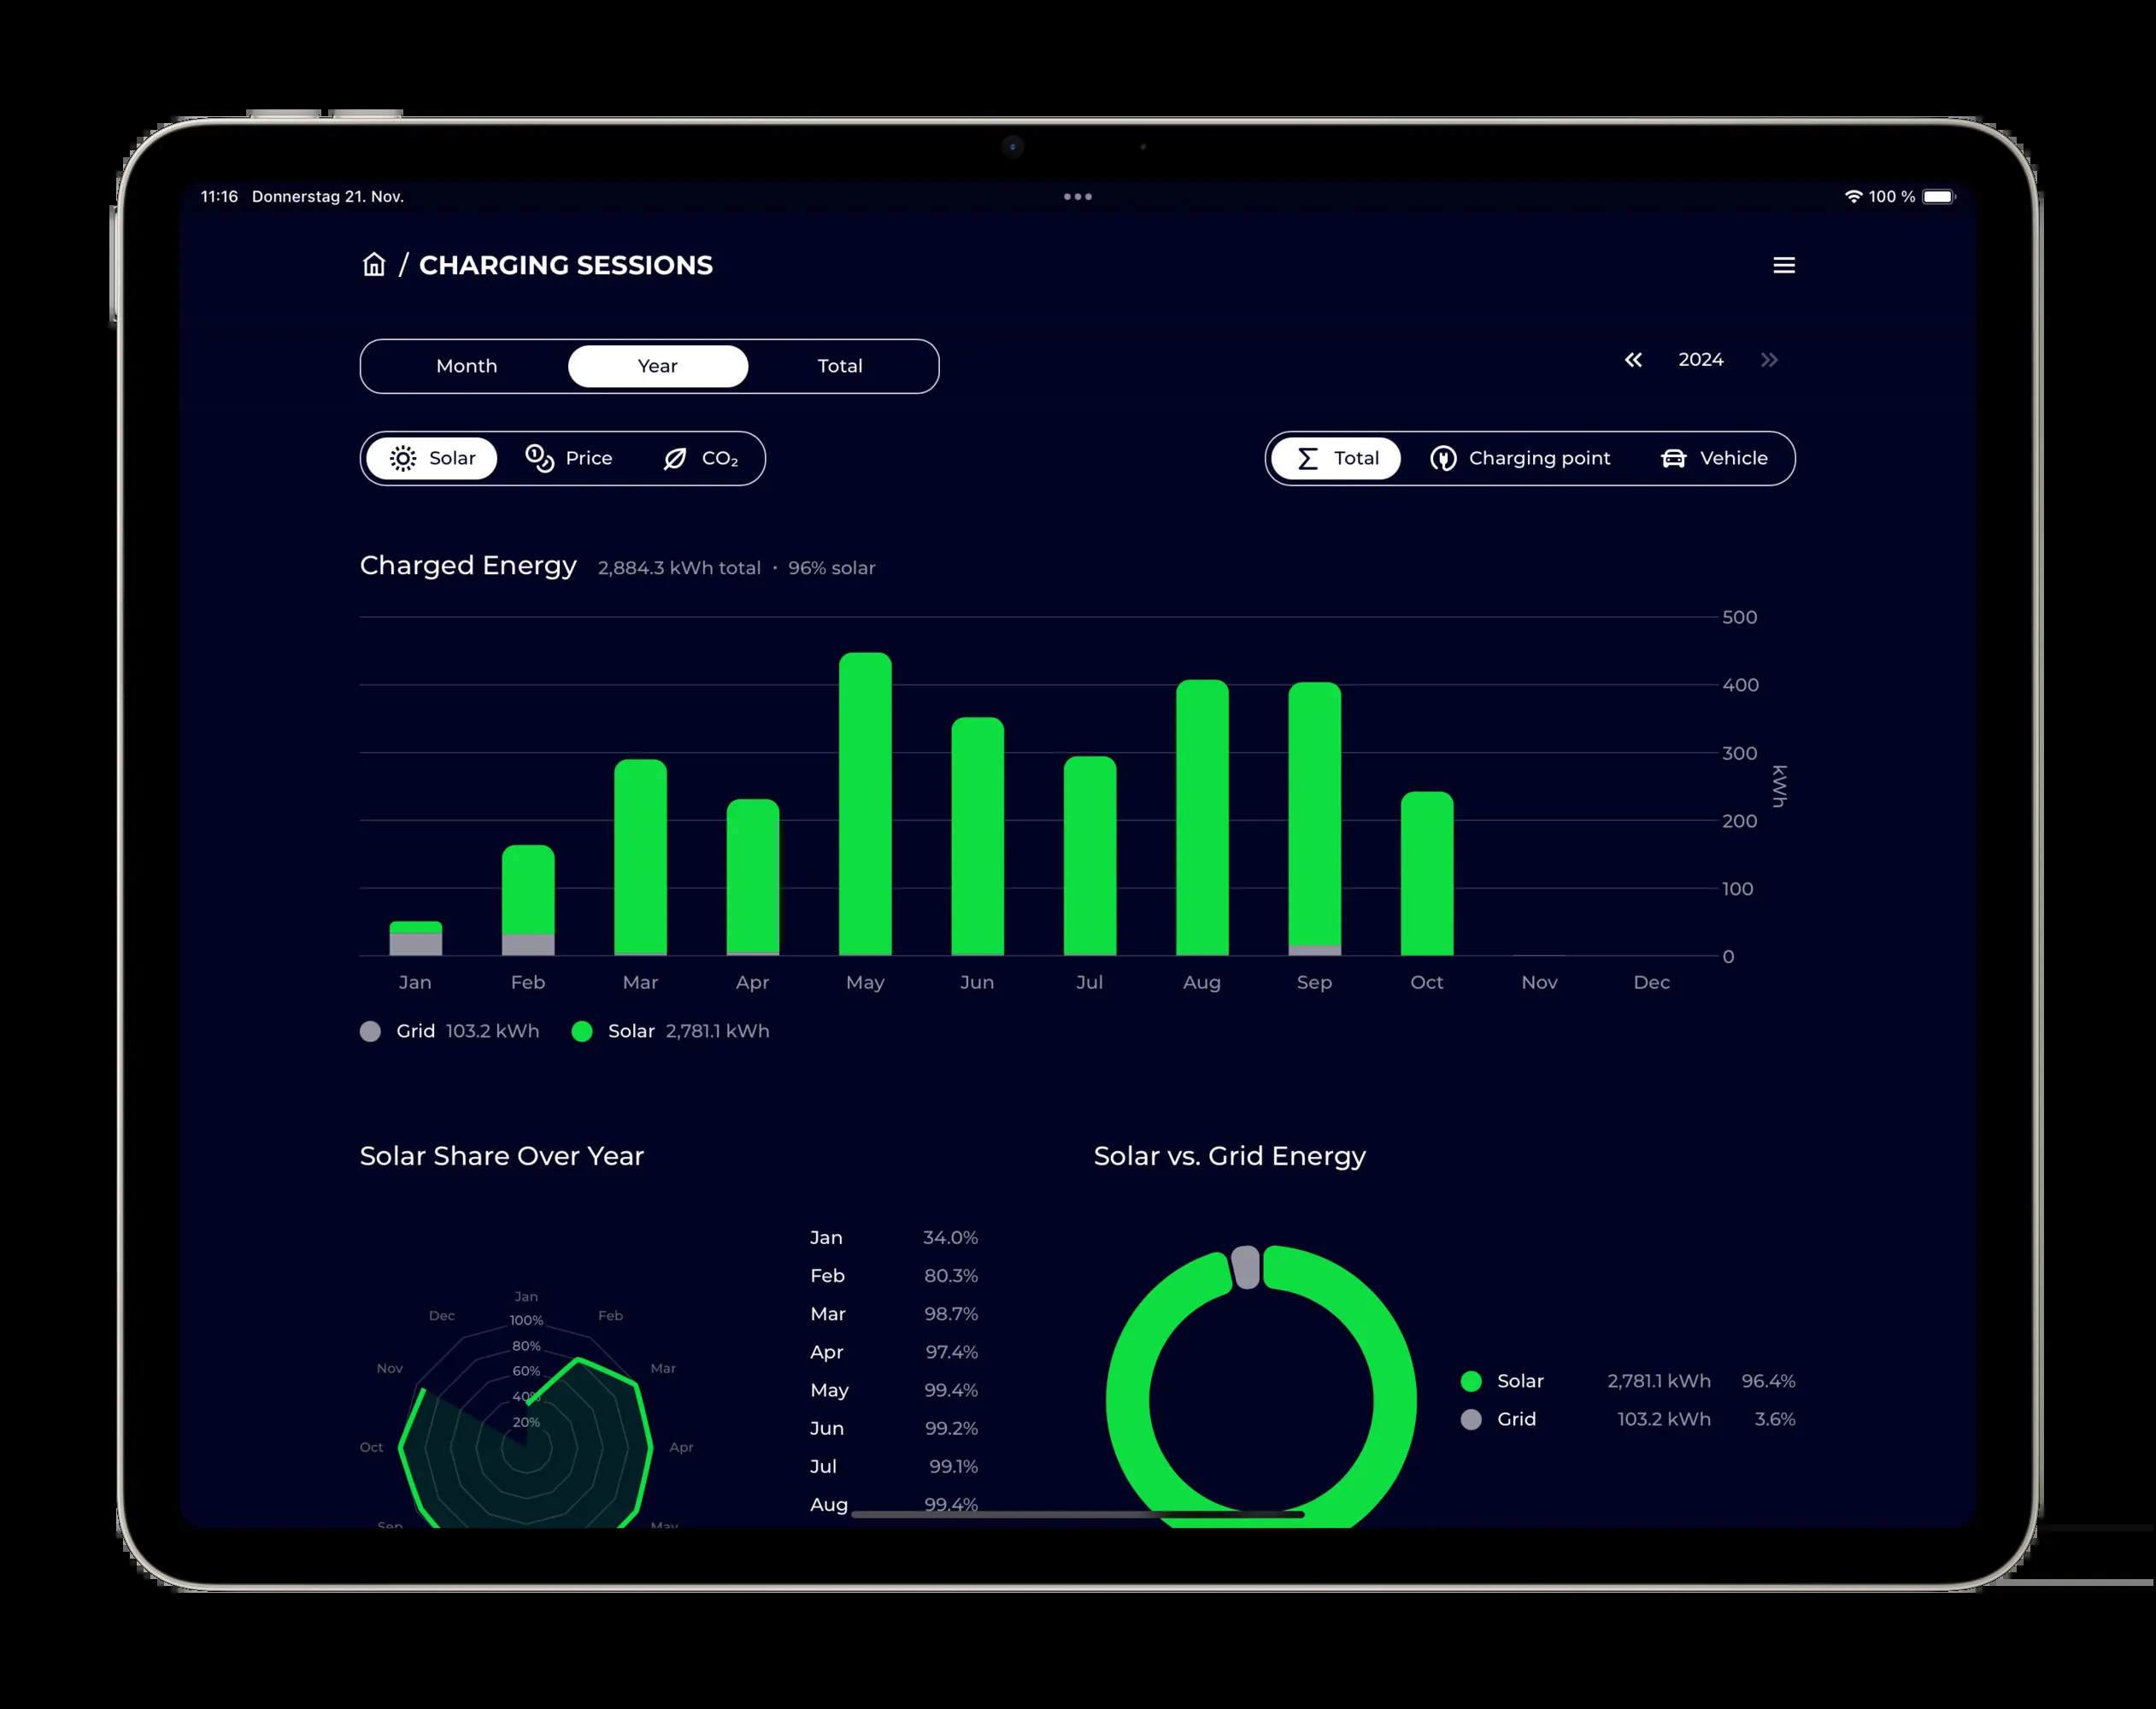 11:16 Donnerstag 21. Nov.
100 %
/ CHARGING SESSIONS
Month Year Total
2024
Solar Price CO₂
Σ Total Charging point Vehicle
Charged Energy 2,884.3 kWh total · 96% solar
500
400
300
200
100
0
kWh
Jan Feb Mar Apr May Jun Jul Aug Sep Oct Nov Dec
Grid 103.2 kWh Solar 2,781.1 kWh
Solar Share Over Year
Jan
Feb
Mar
Apr
May
Sep
Oct
Nov
Dec
100%
80%
60%
40%
20%
Jan 34.0%
Feb 80.3%
Mar 98.7%
Apr 97.4%
May 99.4%
Jun 99.2%
Jul 99.1%
Aug 99.4%
Solar vs. Grid Energy
Solar 2,781.1 kWh 96.4%
Grid 103.2 kWh 3.6%